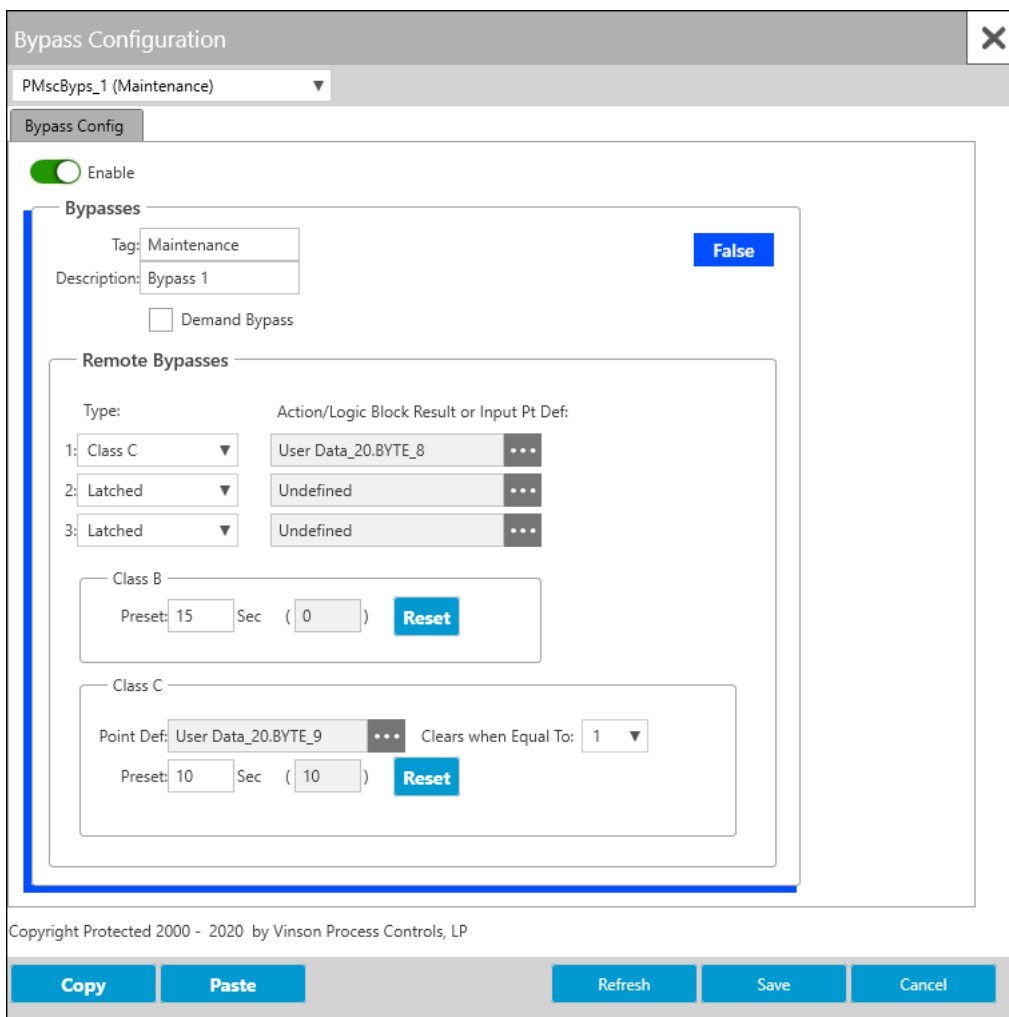 Bypass Configuration
PMscByps_1 (Maintenance)
Bypass Config
Enable
Bypasses
Tag: Maintenance
False
Description: Bypass 1
Demand Bypass
Remote Bypasses
Type: Action/Logic Block Result or Input Pt Def:
1: Class C User Data_20.BYTE_8
2: Latched Undefined
3: Latched Undefined
Class B
Preset: 15 Sec ( 0 ) Reset
Class C
Point Def: User Data_20.BYTE_9 Clears when Equal To: 1
Preset: 10 Sec ( 10 ) Reset
Copyright Protected 2000 - 2020 by Vinson Process Controls, LP
Copy Paste Refresh Save Cancel